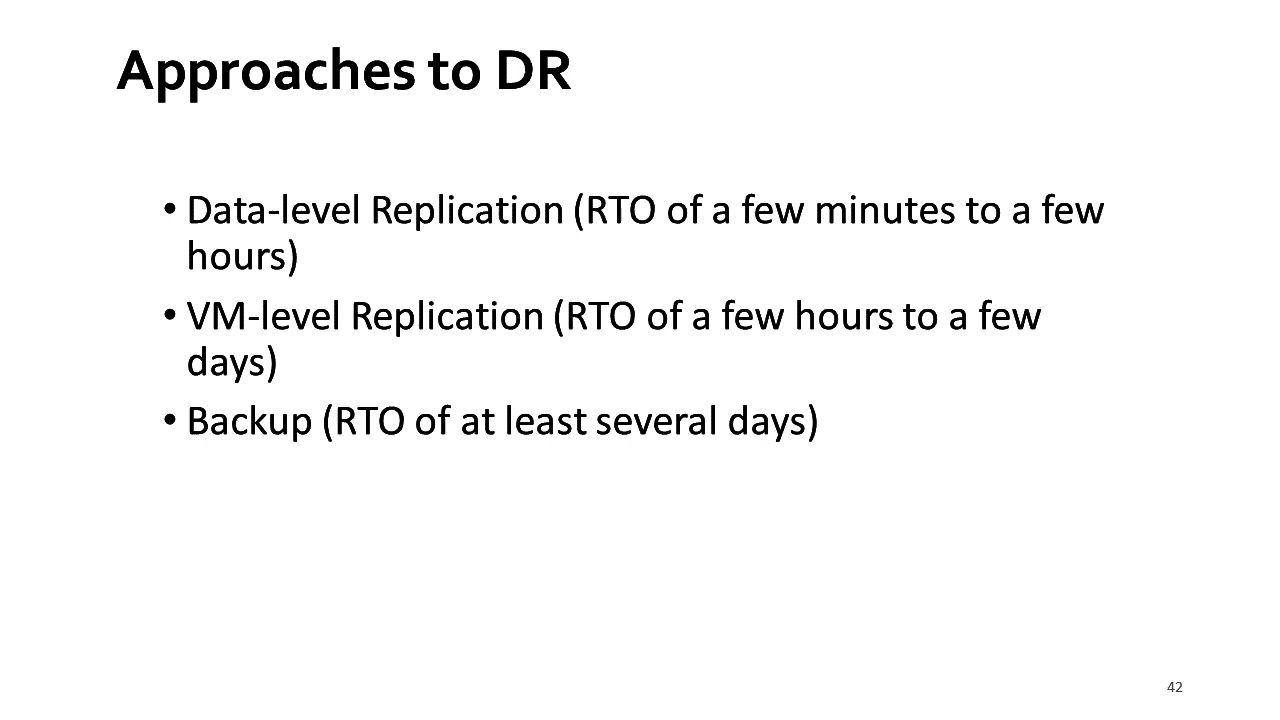 Approaches to DR
• Data-level Replication (RTO of a few minutes to a few
hours)
• VM-level Replication (RTO of a few hours to a few
days)
• Backup (RTO of at least several days)
42